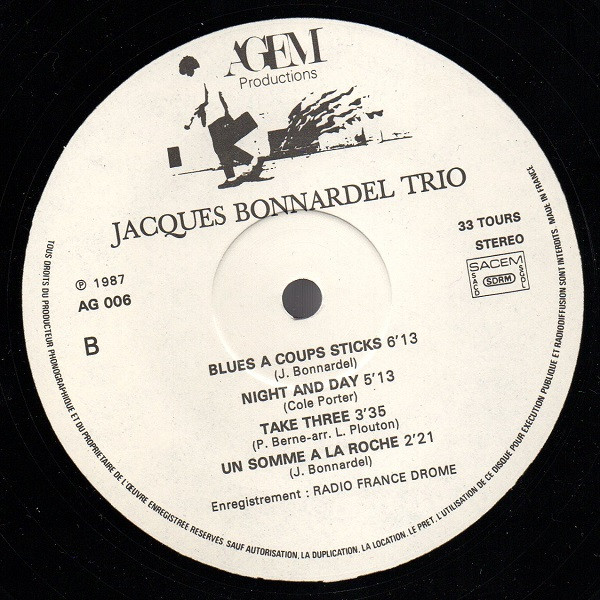 AGEM
Productions
JACQUES BONNARDEL TRIO
33 TOURS
STEREO
SACEM
SACD
SDRM
SGDL
℗ 1987
AG 006
B
BLUES A COUPS STICKS 6'13
(J. Bonnardel)
NIGHT AND DAY 5'13
(Cole Porter)
TAKE THREE 3'35
(P. Berne-arr. L. Plouton)
UN SOMME A LA ROCHE 2'21
(J. Bonnardel)
Enregistrement : RADIO FRANCE DROME
TOUS DROITS DU PRODUCTEUR PHONOGRAPHIQUE ET DU PROPRIETAIRE DE L'ŒUVRE ENREGISTREE RESERVES SAUF AUTORISATION, LA DUPLICATION, LA LOCATION, LE PRET, L'UTILISATION DE CE DISQUE POUR EXECUTION PUBLIQUE ET RADIODIFFUSION SONT INTERDITS MADE IN FRANCE